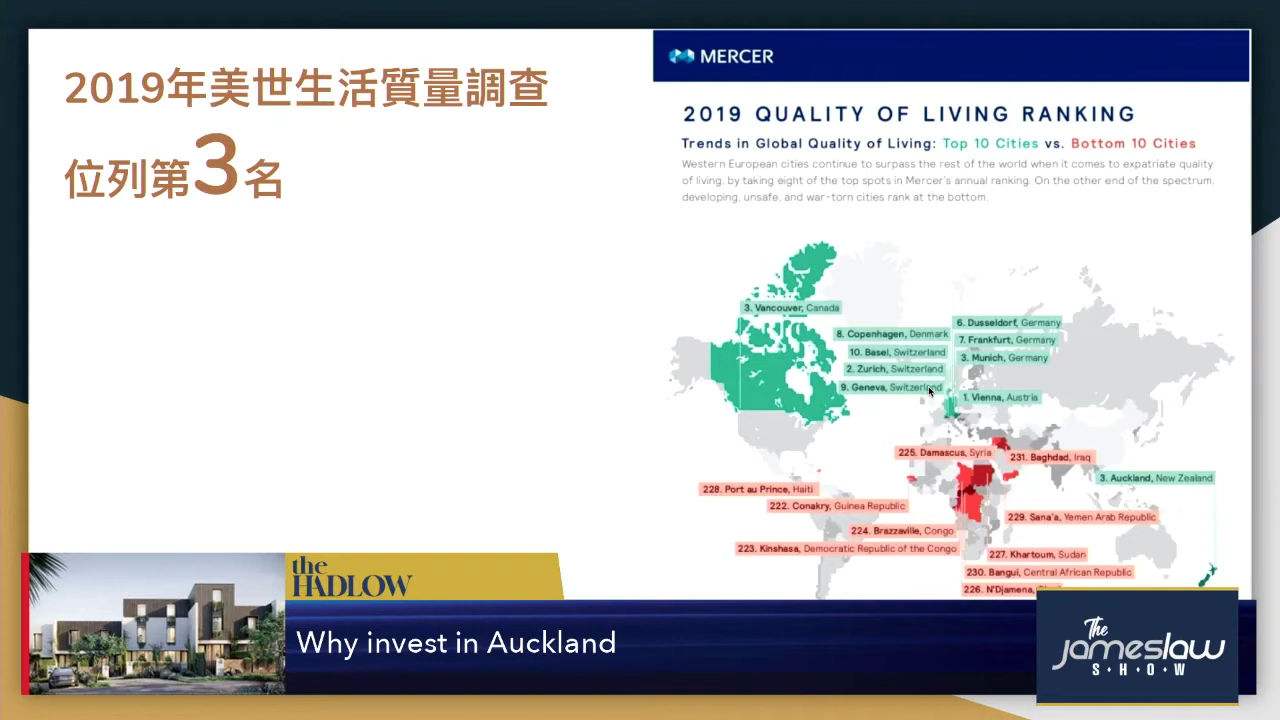 2019年美世生活質量調查
位列第3名
MERCER
2019 QUALITY OF LIVING RANKING
Trends in Global Quality of Living: Top 10 Cities vs. Bottom 10 Cities
Western European cities continue to surpass the rest of the world when it comes to expatriate quality
of living, by taking eight of the top spots in Mercer's annual ranking. On the other end of the spectrum,
developing, unsafe, and war-torn cities rank at the bottom.
3. Vancouver, Canada
8. Copenhagen, Denmark
10. Basel, Switzerland
2. Zurich, Switzerland
9. Geneva, Switzerland
6. Dusseldorf, Germany
7. Frankfurt, Germany
3. Munich, Germany
1. Vienna, Austria
225. Damascus, Syria
231. Baghdad, Iraq
3. Auckland, New Zealand
228. Port au Prince, Haiti
222. Conakry, Guinea Republic
224. Brazzaville, Congo
223. Kinshasa, Democratic Republic of the Congo
229. Sana'a, Yemen Arab Republic
227. Khartoum, Sudan
230. Bangui, Central African Republic
226. N'Djamena,
the
HADLOW
Why invest in Auckland
The
jameslaw
S•H•O•W